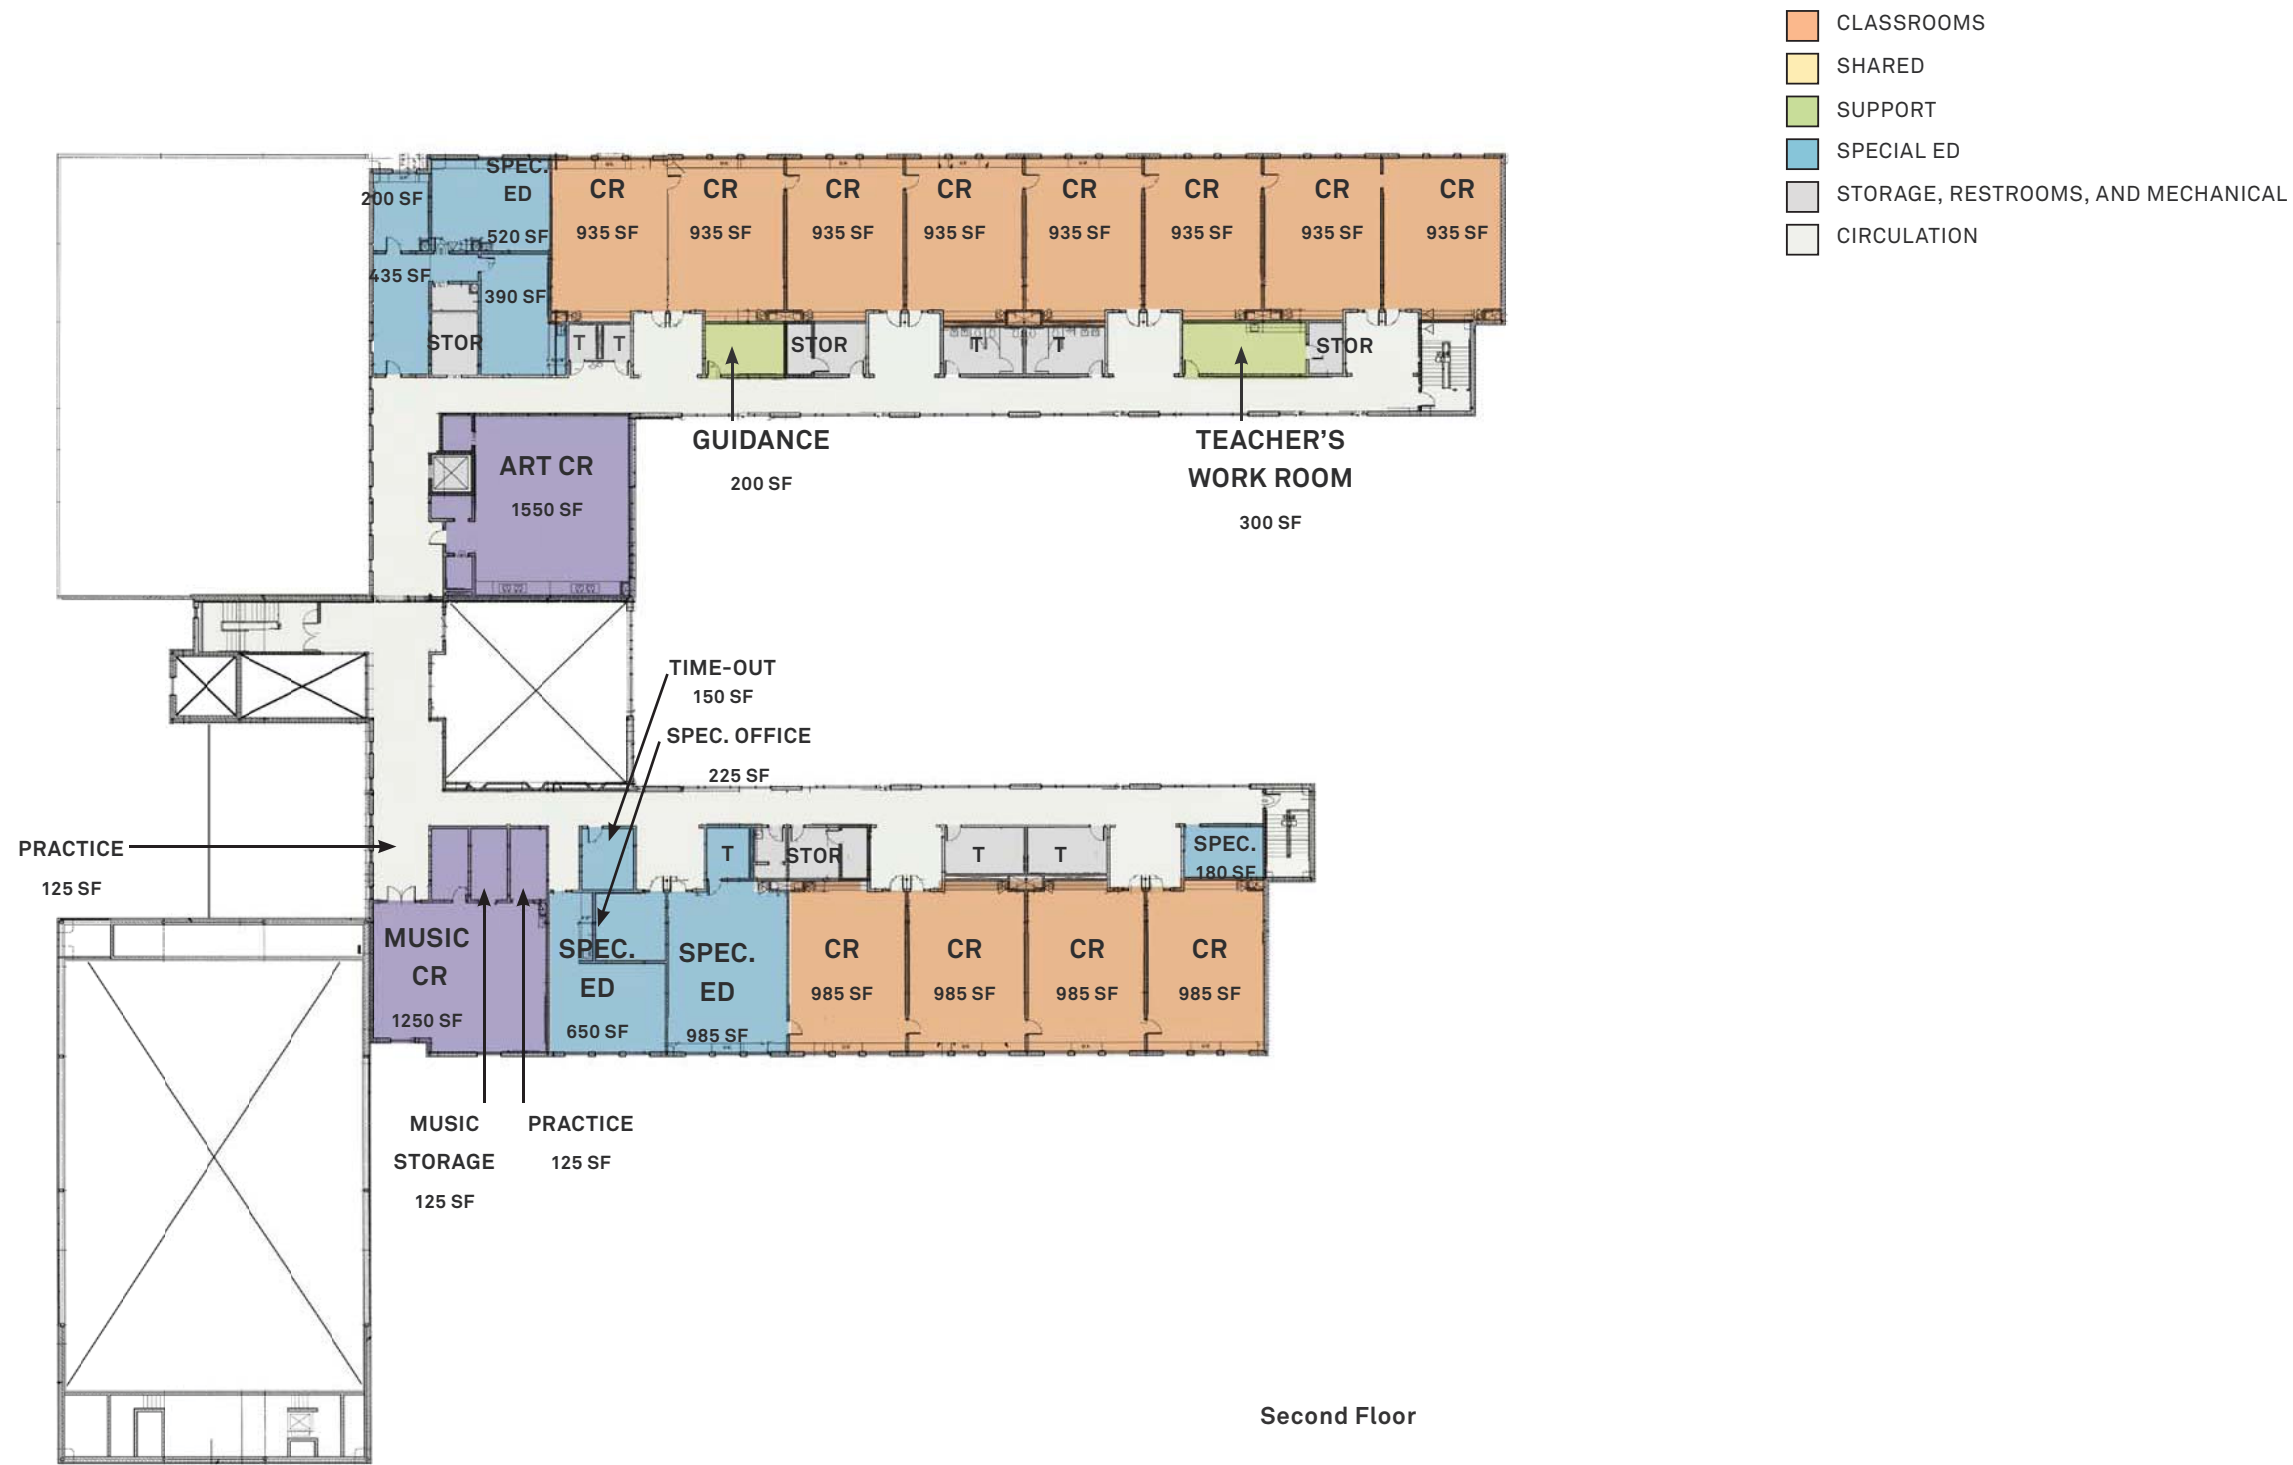 CLASSROOMS
SHARED
SUPPORT
SPECIAL ED
STORAGE, RESTROOMS, AND MECHANICAL
CIRCULATION
200 SF
SPEC.
ED
520 SF
435 SF
390 SF
STOR
CR
935 SF
CR
935 SF
CR
935 SF
CR
935 SF
CR
935 SF
CR
935 SF
CR
935 SF
CR
935 SF
T
T
STOR
T
T
STOR
GUIDANCE
200 SF
TEACHER'S
WORK ROOM
300 SF
ART CR
1550 SF
TIME-OUT
150 SF
SPEC. OFFICE
225 SF
PRACTICE
125 SF
T
STOR
T
T
SPEC.
180 SF
MUSIC
CR
1250 SF
SPEC.
ED
650 SF
SPEC.
ED
985 SF
CR
985 SF
CR
985 SF
CR
985 SF
CR
985 SF
MUSIC
STORAGE
125 SF
PRACTICE
125 SF
Second Floor